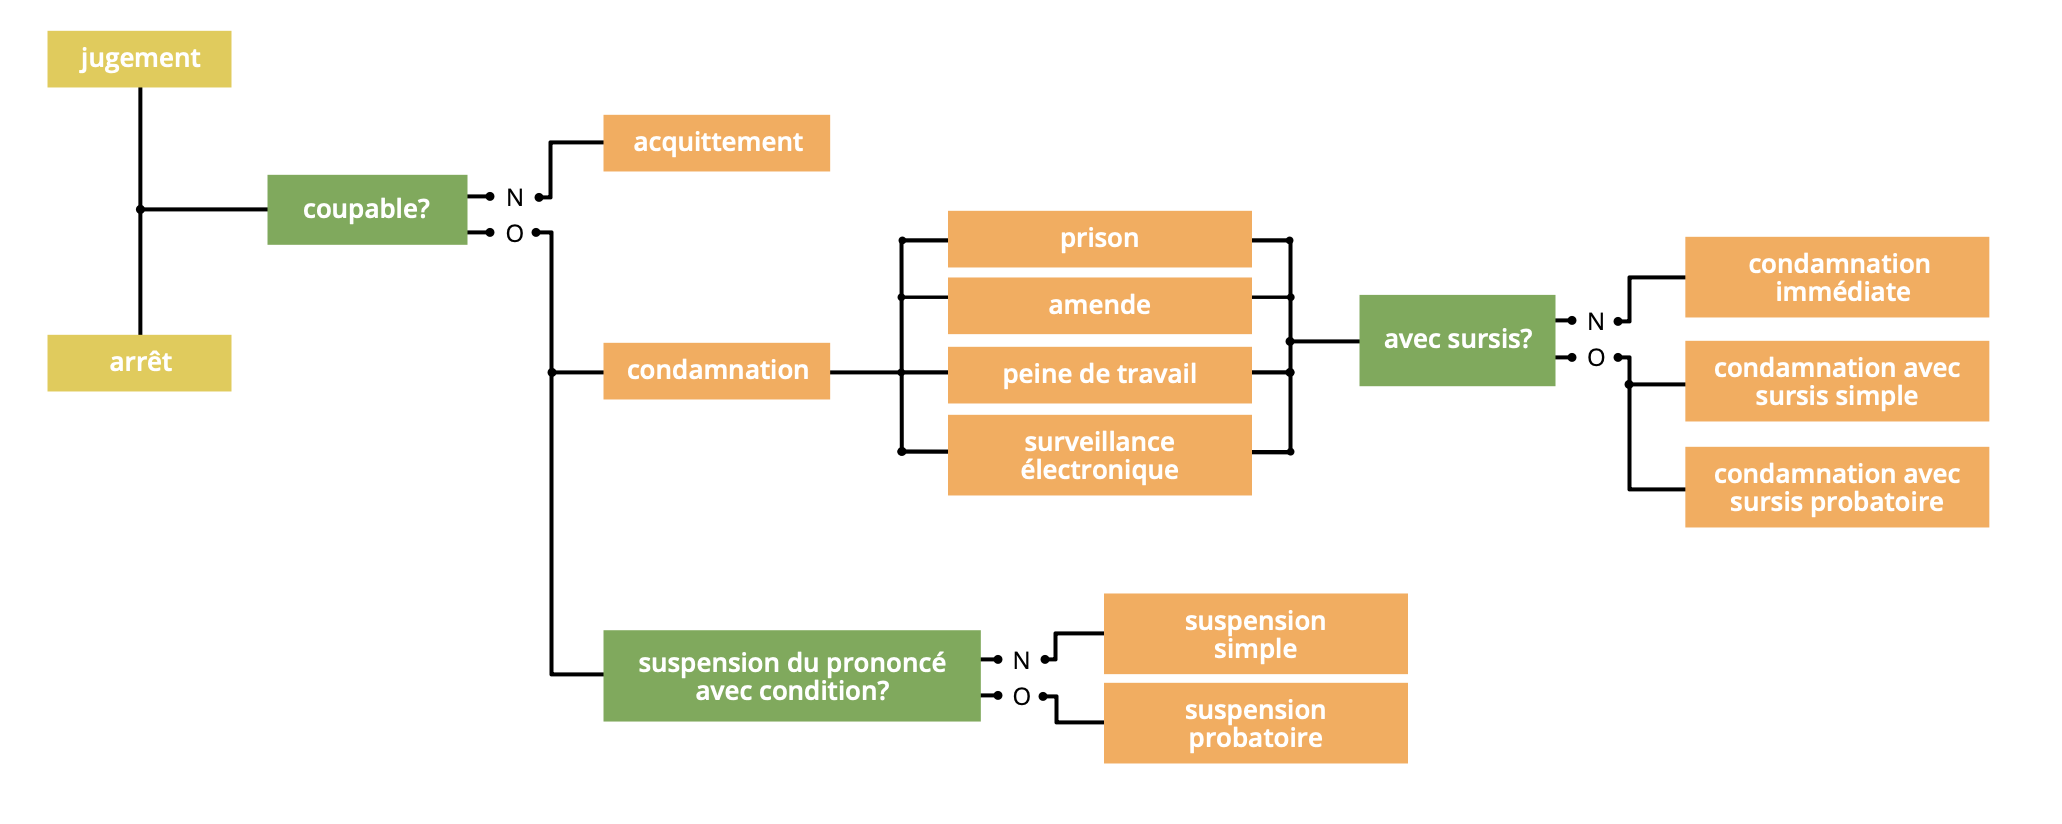 jugement
arrêt
coupable?
N
O
acquittement
condamnation
prison
amende
peine de travail
surveillance
électronique
avec sursis?
N
O
condamnation
immédiate
condamnation avec
sursis simple
condamnation avec
sursis probatoire
suspension du prononcé
avec condition?
N
O
suspension
simple
suspension
probatoire